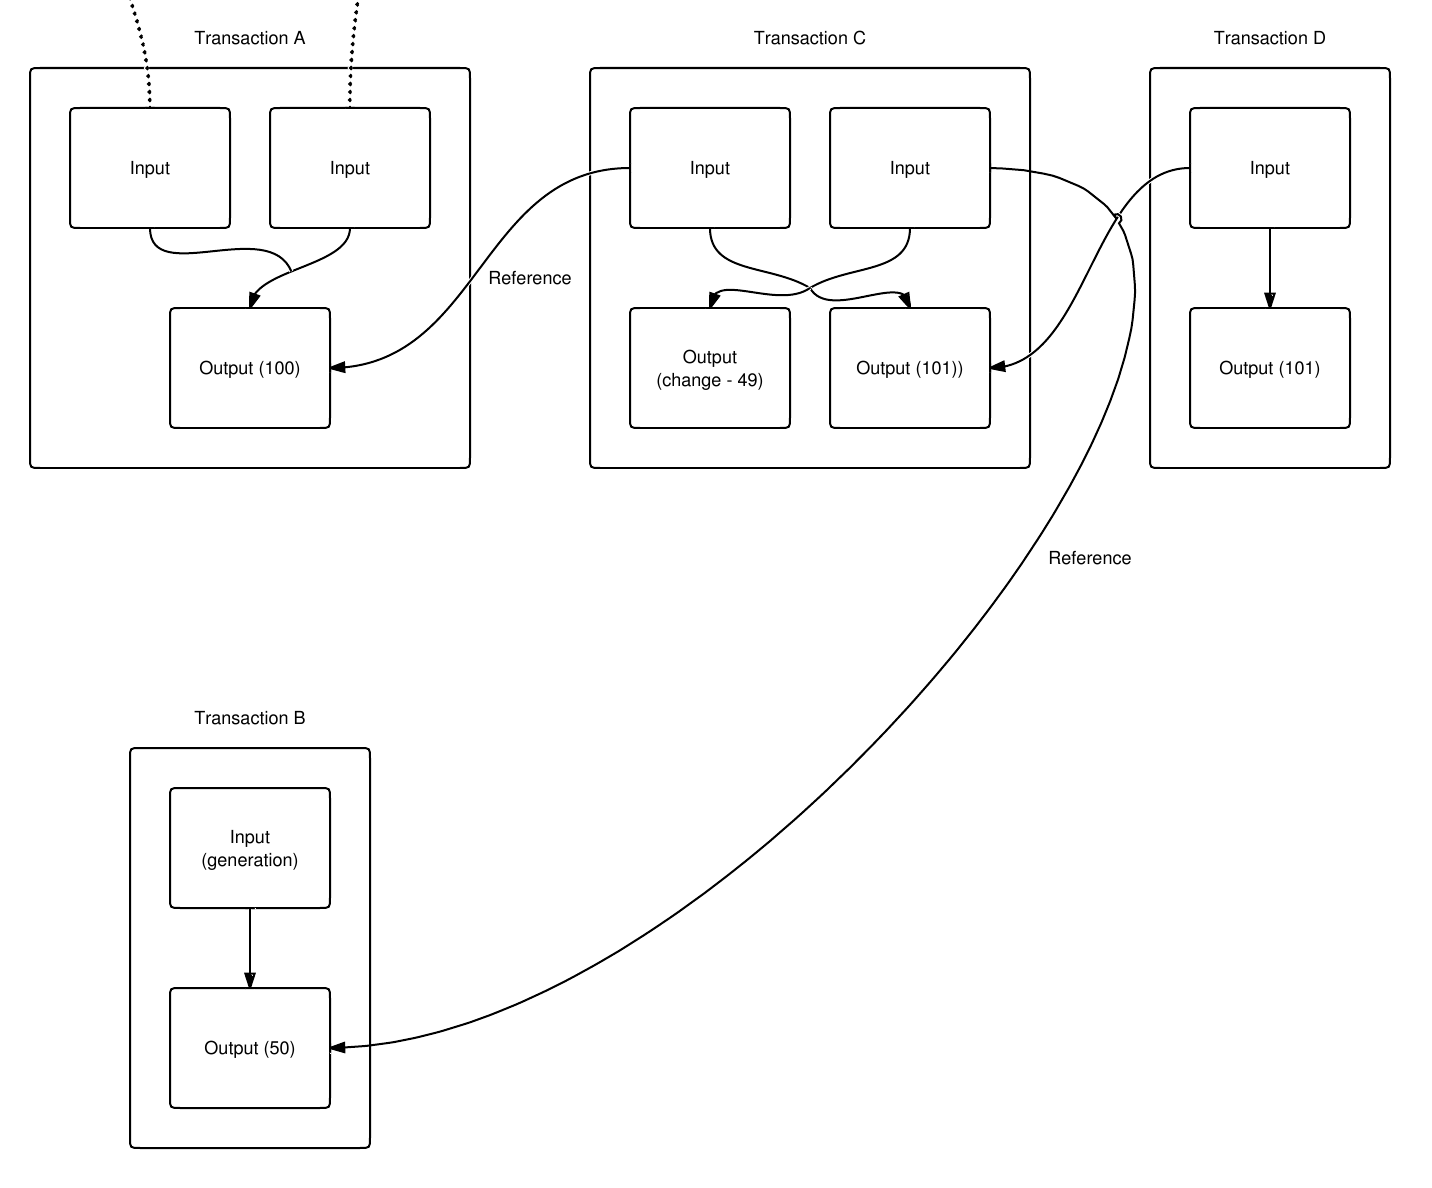 Transaction A
Transaction C
Transaction D
Input
Input
Input
Input
Input
Reference
Output (100)
Output
(change - 49)
Output (101))
Output (101)
Reference
Transaction B
Input
(generation)
Output (50)